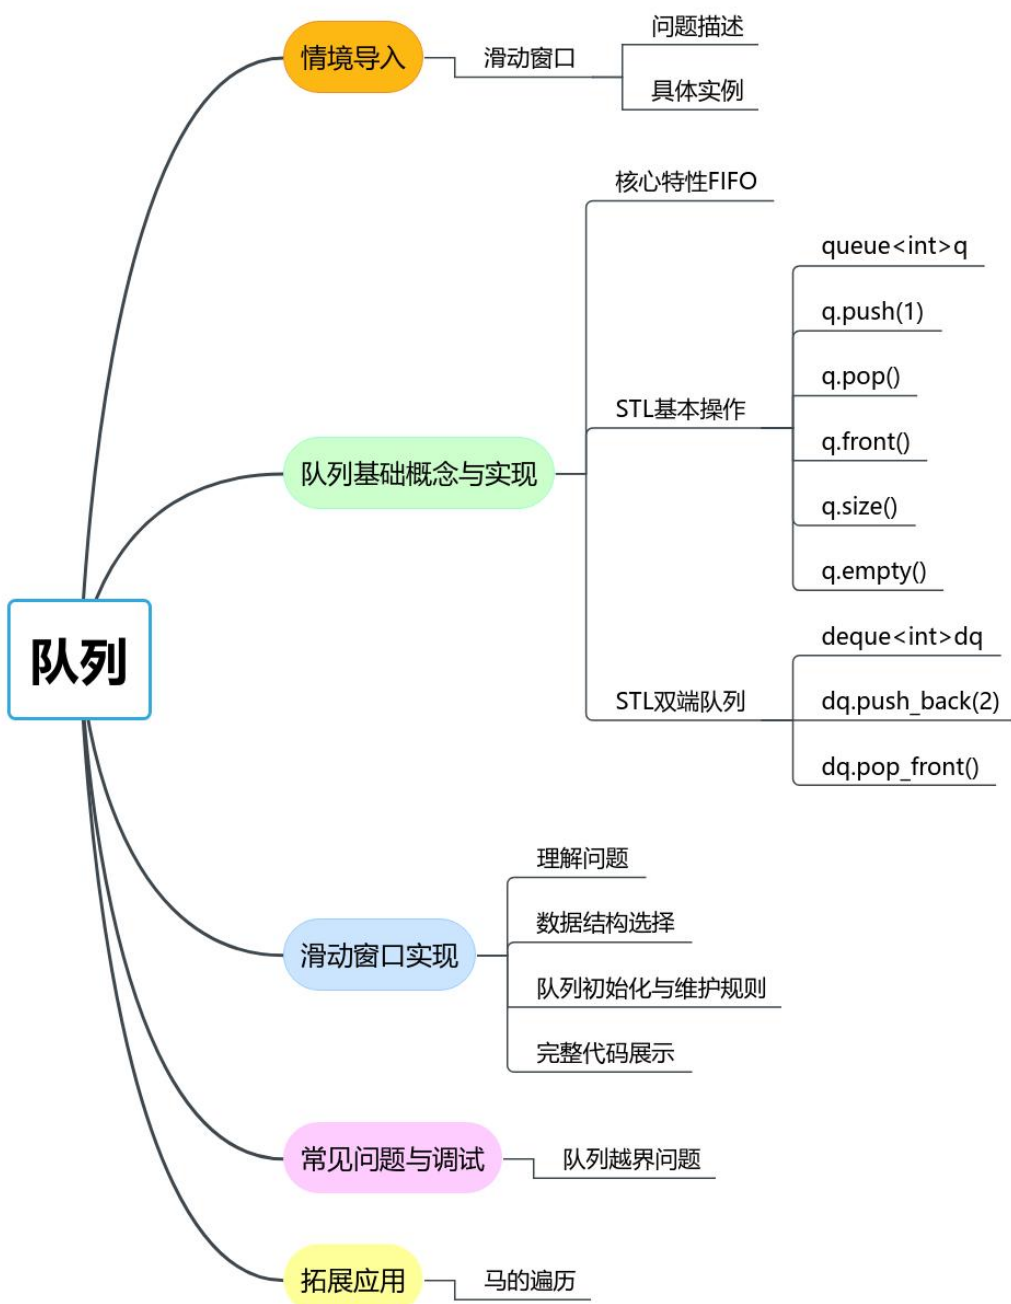 队列
情境导入
滑动窗口
问题描述
具体实例
队列基础概念与实现
核心特性FIFO
STL基本操作
queue<int>q
q.push(1)
q.pop()
q.front()
q.size()
q.empty()
STL双端队列
deque<int>dq
dq.push_back(2)
dq.pop_front()
滑动窗口实现
理解问题
数据结构选择
队列初始化与维护规则
完整代码展示
常见问题与调试
队列越界问题
拓展应用
马的遍历